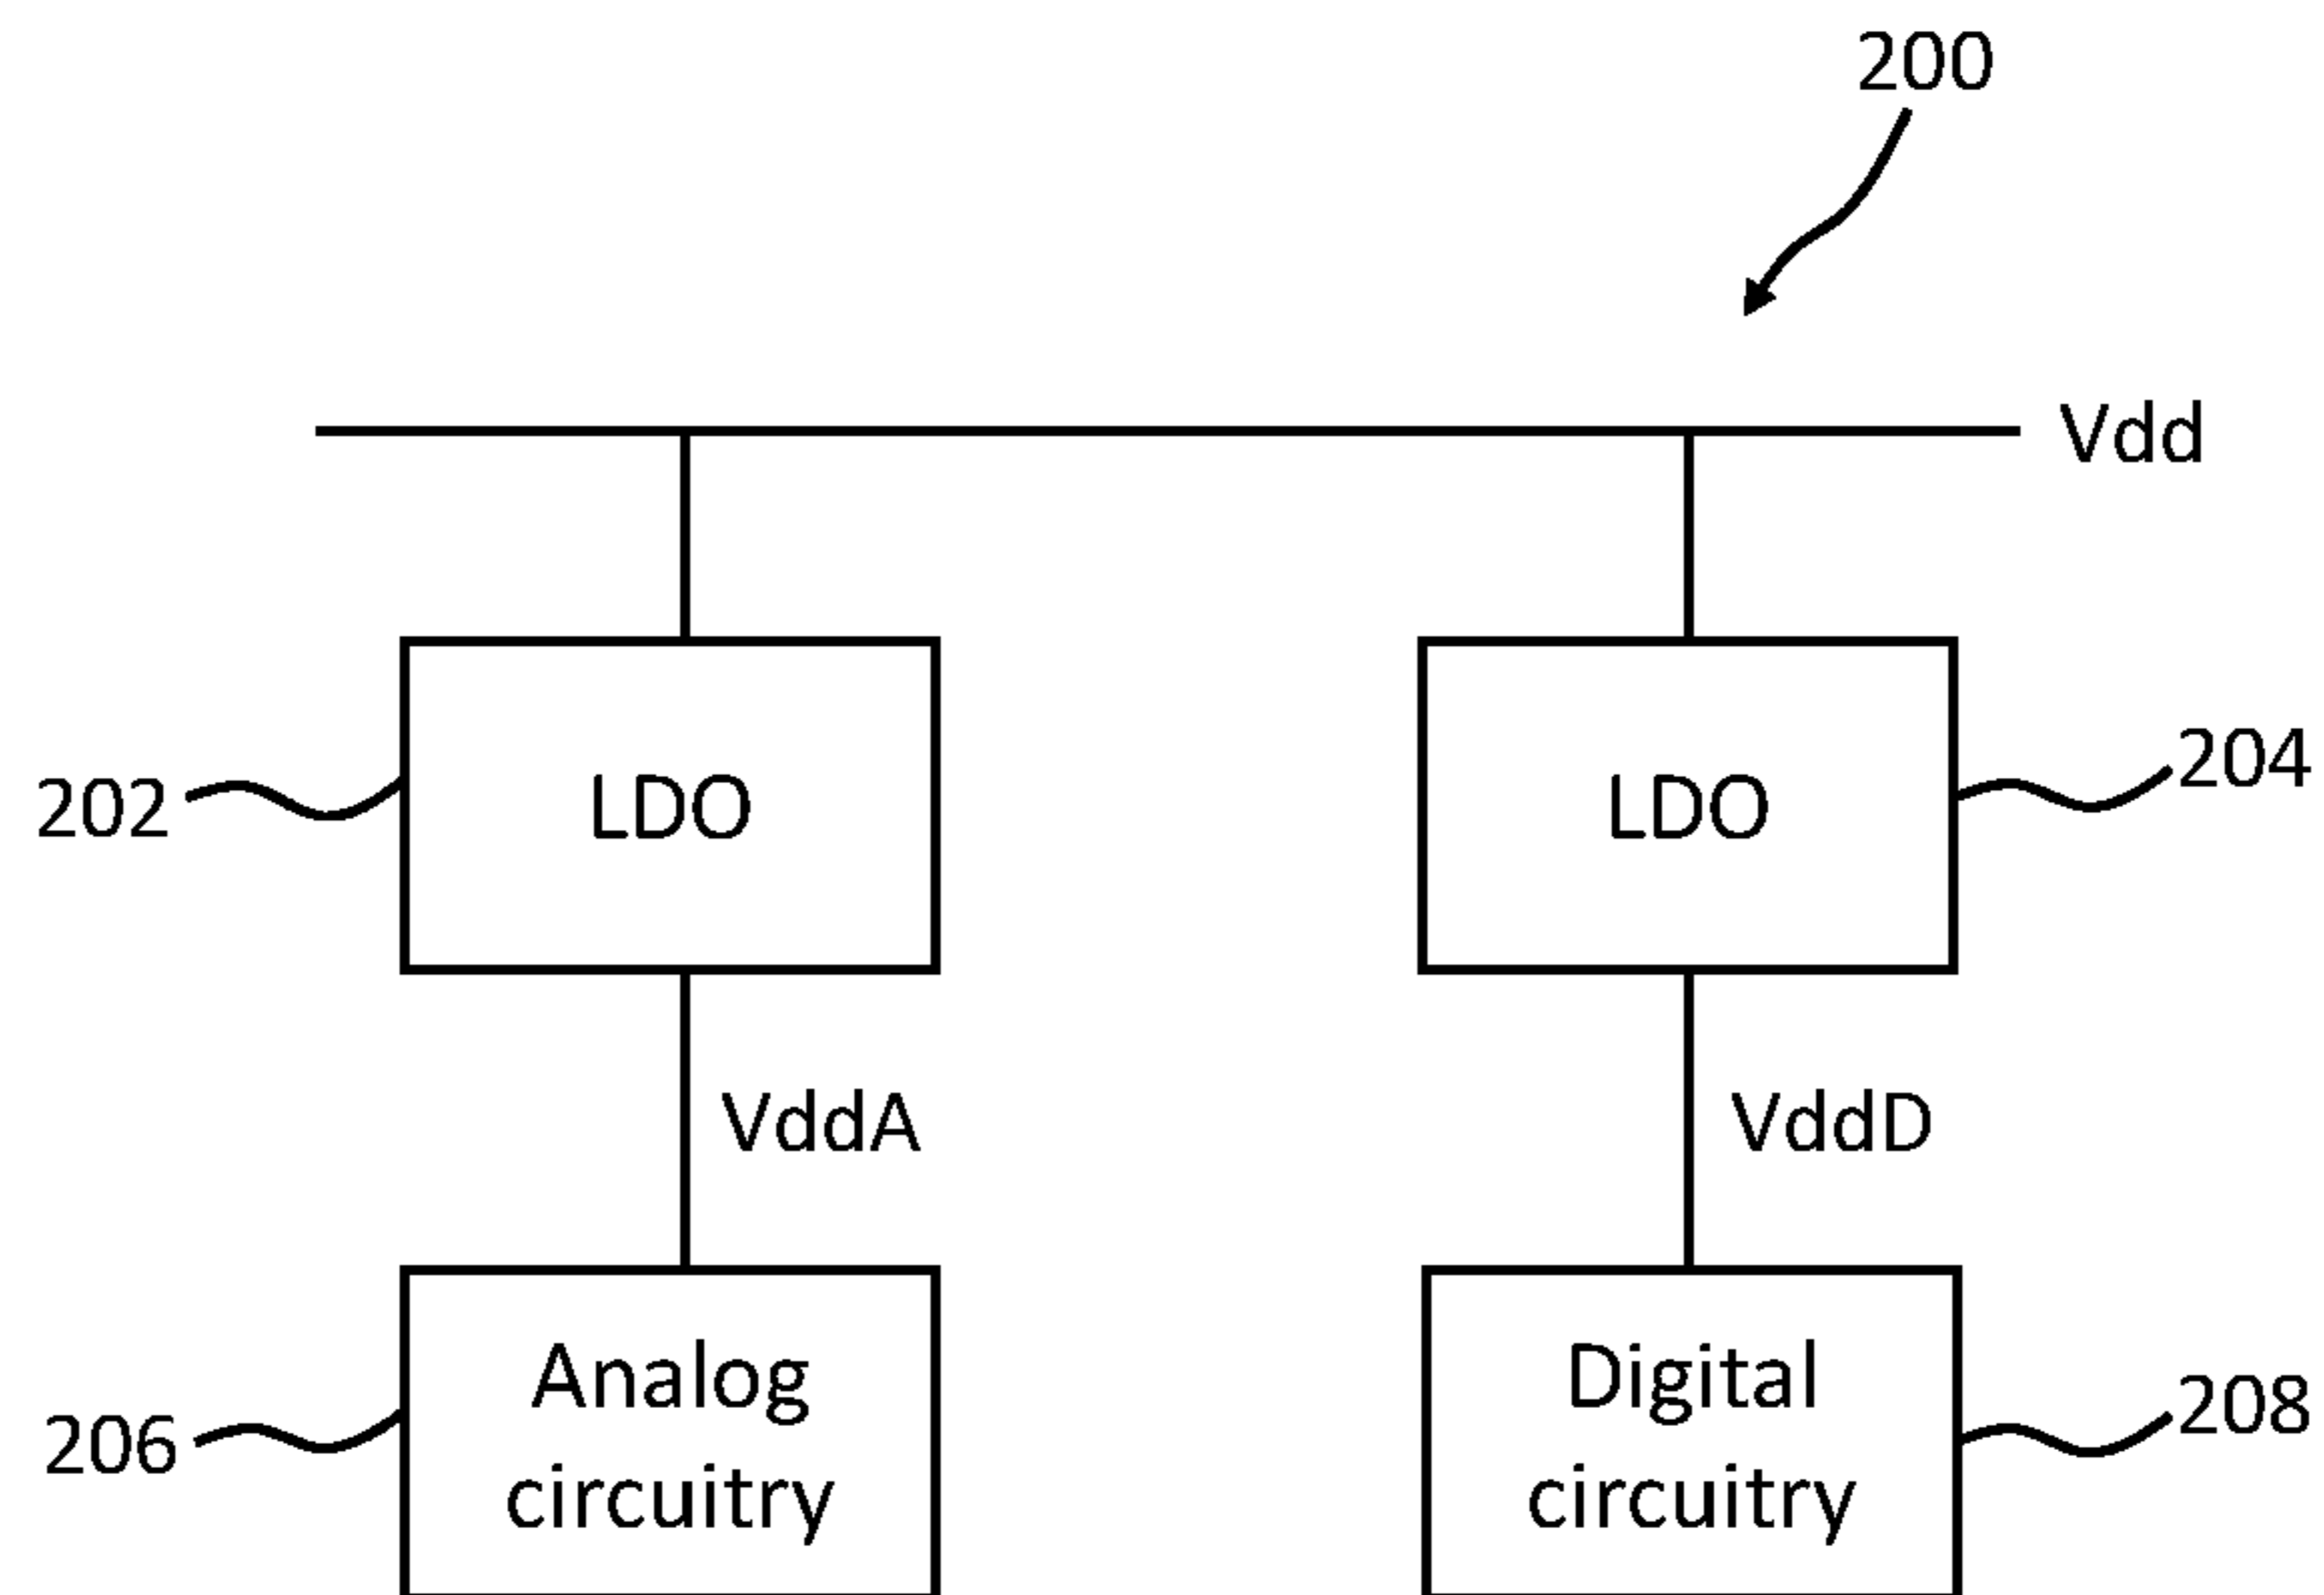 200
Vdd
202
LDO
LDO
204
VddA
VddD
206
Analog
circuitry
Digital
circuitry
208